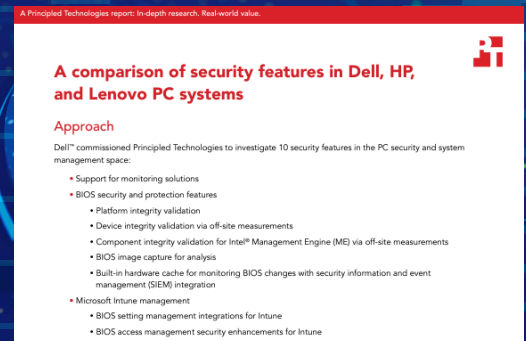 A Principled Technologies report: In-depth research. Real-world value.
PT
A comparison of security features in Dell, HP,
and Lenovo PC systems
Approach
Dell™ commissioned Principled Technologies to investigate 10 security features in the PC security and system
management space:
• Support for monitoring solutions
• BIOS security and protection features
• Platform integrity validation
• Device integrity validation via off-site measurements
• Component integrity validation for Intel® Management Engine (ME) via off-site measurements
• BIOS image capture for analysis
• Built-in hardware cache for monitoring BIOS changes with security information and event
management (SIEM) integration
• Microsoft Intune management
• BIOS setting management integrations for Intune
• BIOS access management security enhancements for Intune